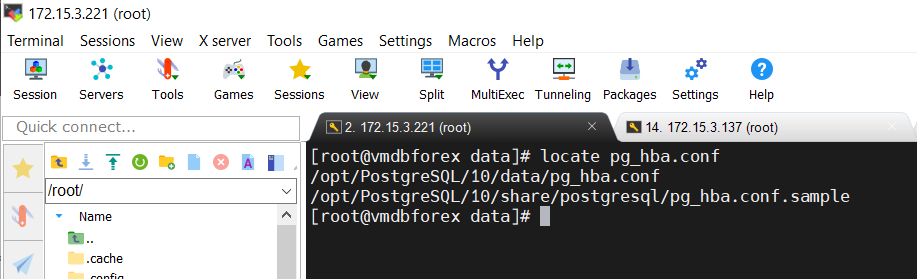 172.15.3.221 (root)
Terminal Sessions View X server Tools Games Settings Macros Help
Session Servers Tools Games Sessions View Split MultiExec Tunneling Packages Settings Help
Quick connect...
2. 172.15.3.221 (root)
14. 172.15.3.137 (root)
/root/
Name
..
.cache
.config
[root@vmdbforex data]# locate pg_hba.conf
/opt/PostgreSQL/10/data/pg_hba.conf
/opt/PostgreSQL/10/share/postgresql/pg_hba.conf.sample
[root@vmdbforex data]#